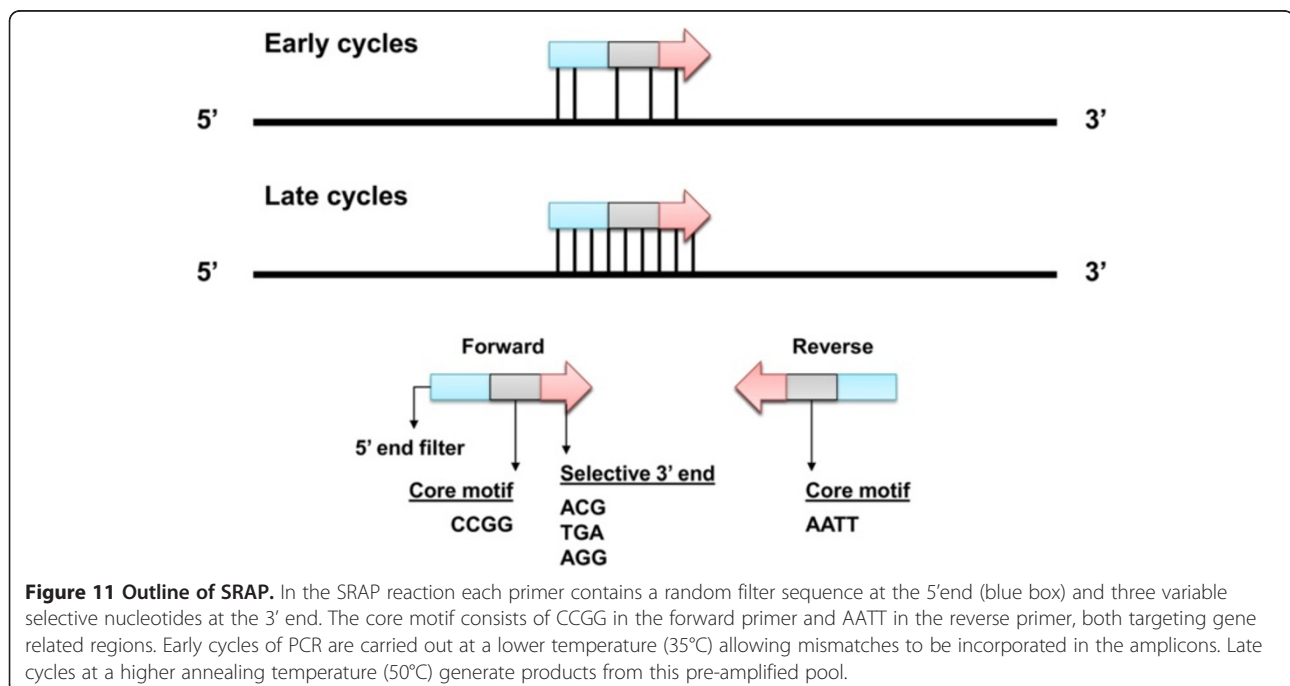 Early cycles
5’ 3’
Late cycles
5’ 3’
Forward Reverse
5’ end filter
Core motif
CCGG
Selective 3’ end
ACG
TGA
AGG
Core motif
AATT
Figure 11 Outline of SRAP. In the SRAP reaction each primer contains a random filter sequence at the 5’end (blue box) and three variable
selective nucleotides at the 3’ end. The core motif consists of CCGG in the forward primer and AATT in the reverse primer, both targeting gene
related regions. Early cycles of PCR are carried out at a lower temperature (35°C) allowing mismatches to be incorporated in the amplicons. Late
cycles at a higher annealing temperature (50°C) generate products from this pre-amplified pool.